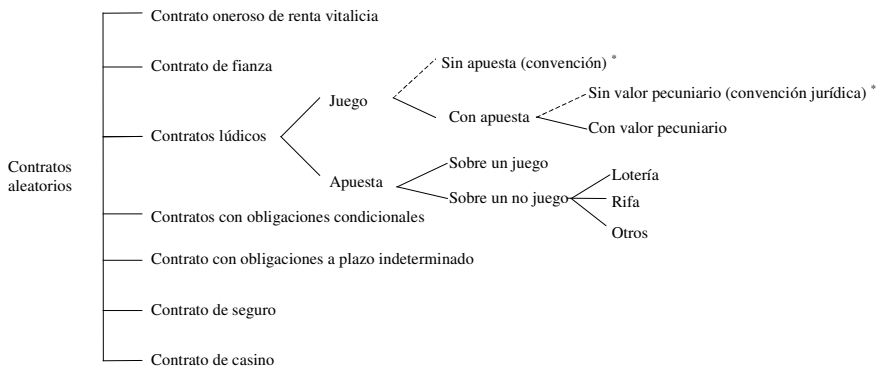 Contrato oneroso de renta vitalicia
Contrato de fianza
Sin apuesta (convención) *
Juego
Sin valor pecuniario (convención jurídica) *
Con apuesta
Con valor pecuniario
Contratos lúdicos
Contratos
aleatorios
Sobre un juego
Apuesta
Lotería
Sobre un no juego
Rifa
Contratos con obligaciones condicionales
Otros
Contrato con obligaciones a plazo indeterminado
Contrato de seguro
Contrato de casino